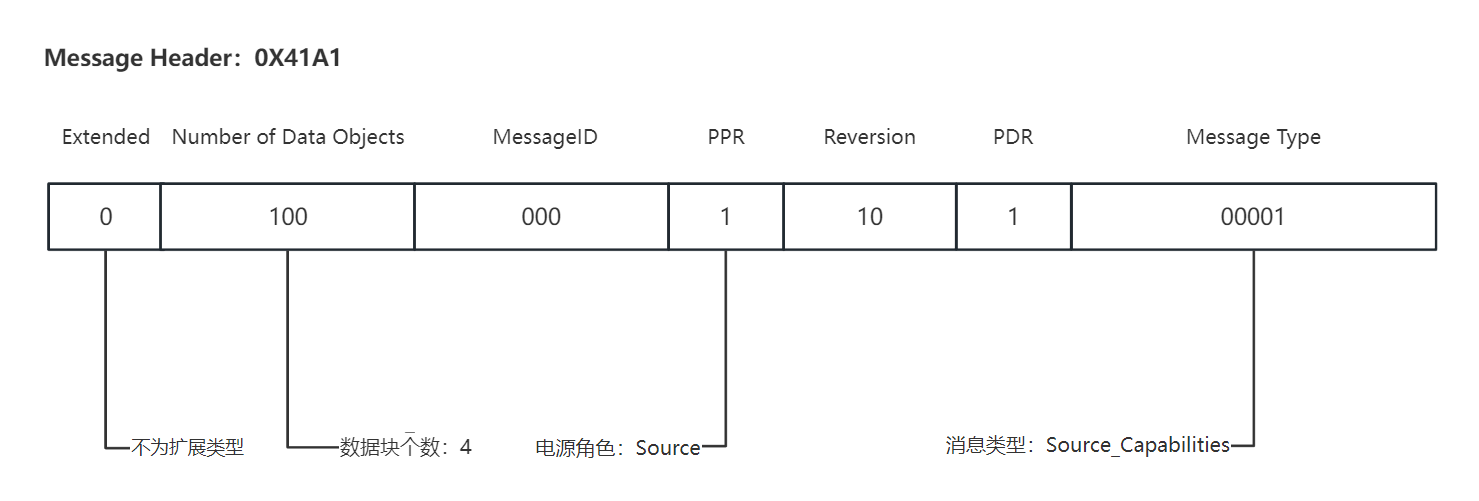 Message Header：0X41A1
Extended Number of Data Objects MessageID PPR Reversion PDR Message Type
0 100 000 1 10 1 00001
不为扩展类型 数据块个数：4 电源角色：Source 消息类型：Source_Capabilities